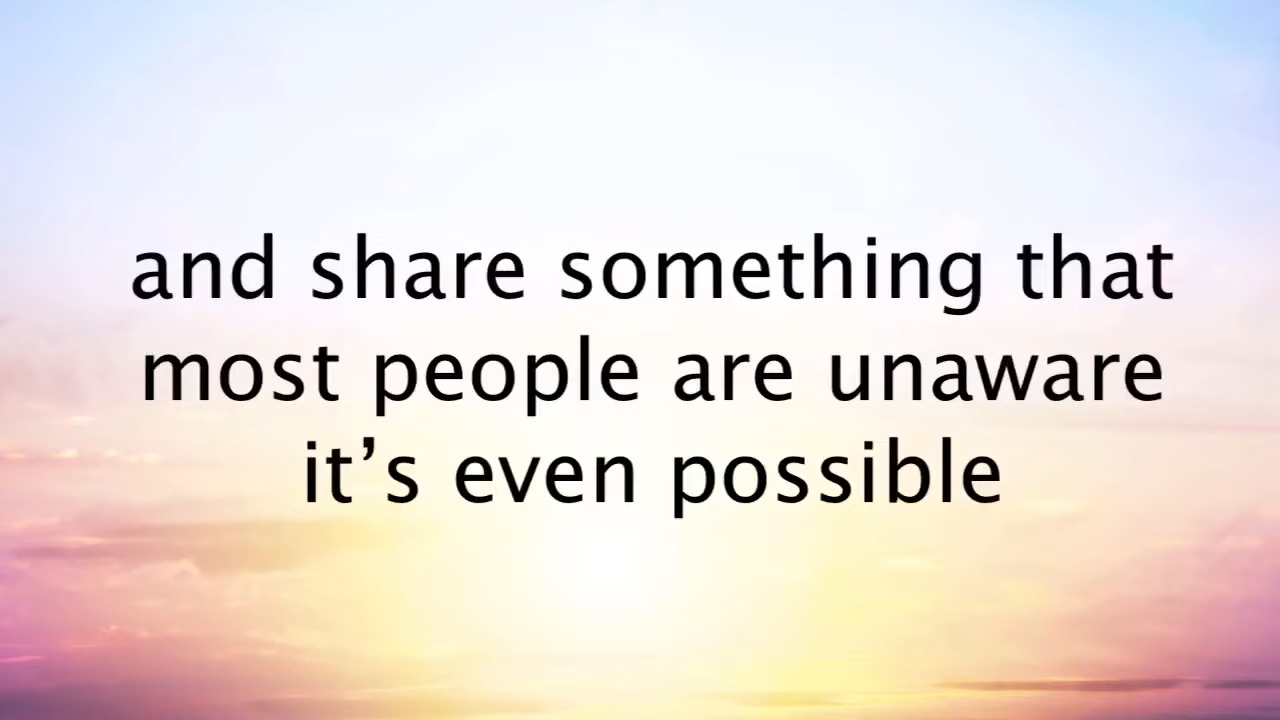 and share something that
most people are unaware
it’s even possible